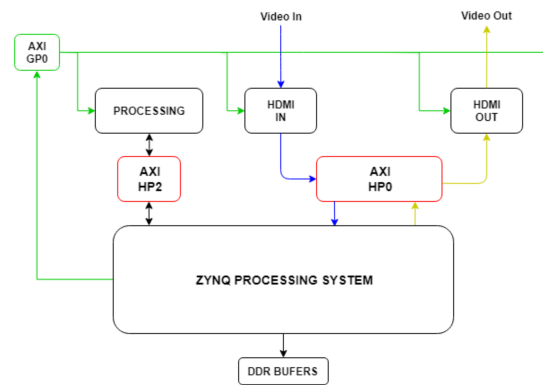 Video In
Video Out
AXI
GP0
PROCESSING
HDMI
IN
HDMI
OUT
AXI
HP2
AXI
HP0
ZYNQ PROCESSING SYSTEM
DDR BUFERS